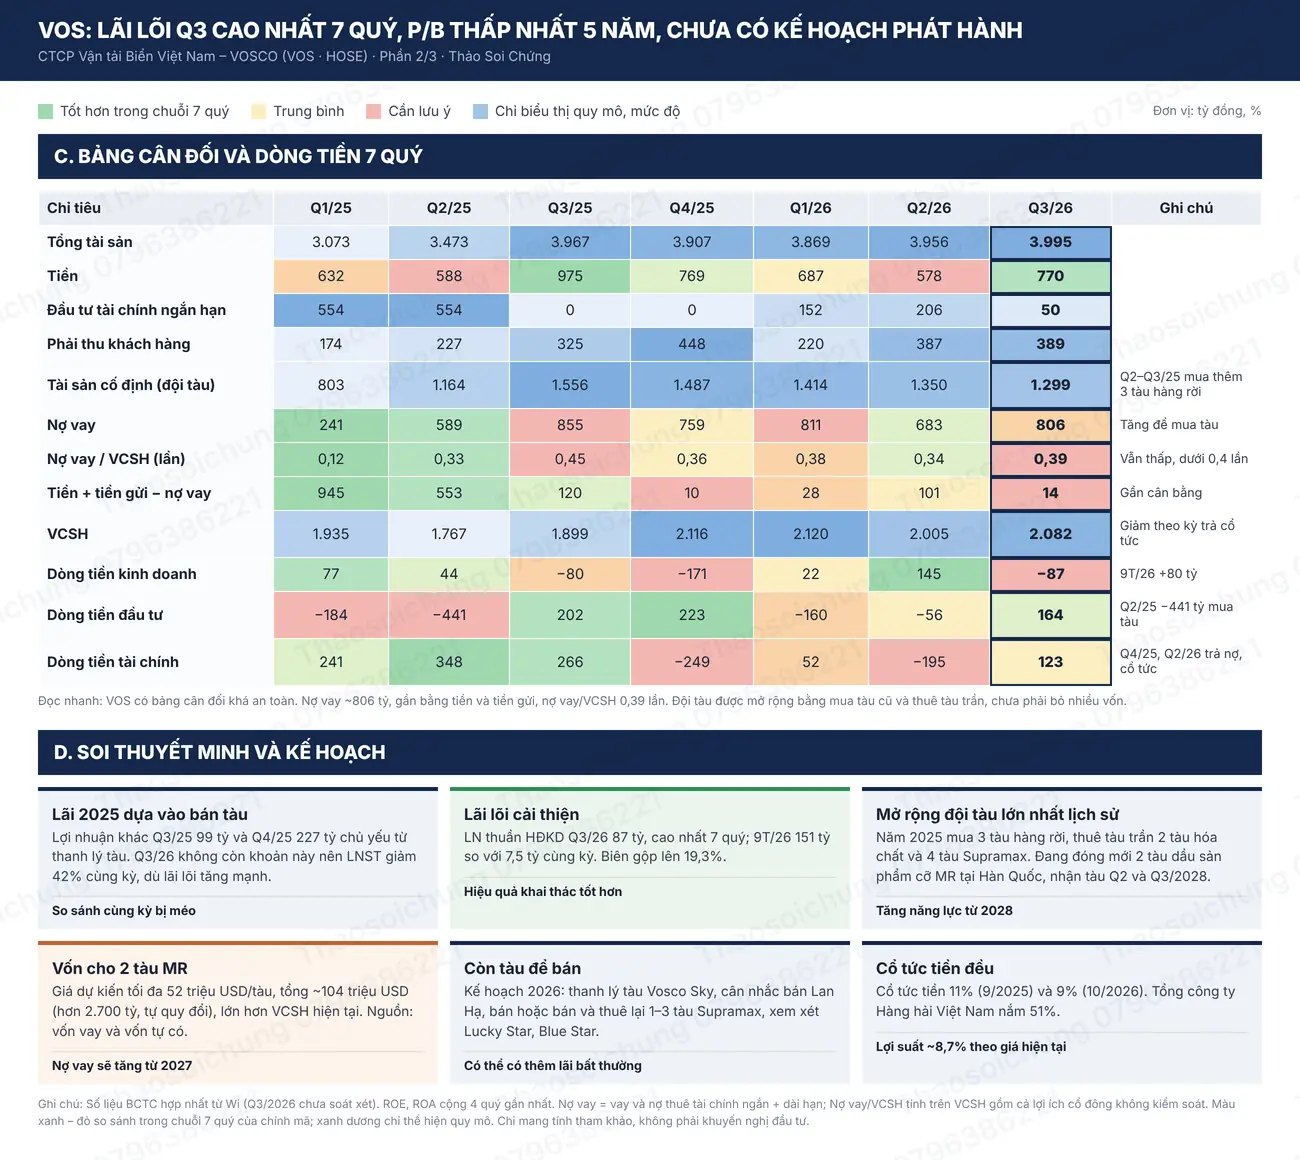 VOS: LÃI LÕI Q3 CAO NHẤT 7 QUÝ, P/B THẤP NHẤT 5 NĂM, CHƯA CÓ KẾ HOẠCH PHÁT HÀNH
CTCP Vận tải Biển Việt Nam – VOSCO (VOS · HOSE) · Phần 2/3 · Thảo Soi Chứng
Tốt hơn trong chuỗi 7 quý Trung bình Cần lưu ý Chỉ biểu thị quy mô, mức độ Đơn vị: tỷ đồng, %
C. BẢNG CÂN ĐỐI VÀ DÒNG TIỀN 7 QUÝ
Chỉ tiêu Q1/25 Q2/25 Q3/25 Q4/25 Q1/26 Q2/26 Q3/26 Ghi chú
Tổng tài sản 3.073 3.473 3.967 3.907 3.869 3.956 3.995
Tiền 632 588 975 769 687 578 770
Đầu tư tài chính ngắn hạn 554 554 0 0 152 206 50
Phải thu khách hàng 174 227 325 448 220 387 389
Tài sản cố định (đội tàu) 803 1.164 1.556 1.487 1.414 1.350 1.299 Q2–Q3/25 mua thêm
3 tàu hàng rời
Nợ vay 241 589 855 759 811 683 806 Tăng để mua tàu
Nợ vay / VCSH (lần) 0,12 0,33 0,45 0,36 0,38 0,34 0,39 Vẫn thấp, dưới 0,4 lần
Tiền + tiền gửi − nợ vay 945 553 120 10 28 101 14 Gần cân bằng
VCSH 1.935 1.767 1.899 2.116 2.120 2.005 2.082 Giảm theo kỳ trả cổ
tức
Dòng tiền kinh doanh 77 44 −80 −171 22 145 −87 9T/26 +80 tỷ
Dòng tiền đầu tư −184 −441 202 223 −160 −56 164 Q2/25 −441 tỷ mua
tàu
Dòng tiền tài chính 241 348 266 −249 52 −195 123 Q4/25, Q2/26 trả nợ,
cổ tức
Đọc nhanh: VOS có bảng cân đối khá an toàn. Nợ vay ~806 tỷ, gần bằng tiền và tiền gửi, nợ vay/VCSH 0,39 lần. Đội tàu được mở rộng bằng mua tàu cũ và thuê tàu trần, chưa phải bỏ nhiều vốn.
D. SOI THUYẾT MINH VÀ KẾ HOẠCH
Lãi 2025 dựa vào bán tàu
Lợi nhuận khác Q3/25 99 tỷ và Q4/25 227 tỷ chủ yếu từ
thanh lý tàu. Q3/26 không còn khoản này nên LNST giảm
42% cùng kỳ, dù lãi lõi tăng mạnh.
So sánh cùng kỳ bị méo
Lãi lõi cải thiện
LN thuần HĐKD Q3/26 87 tỷ, cao nhất 7 quý; 9T/26 151 tỷ
so với 7,5 tỷ cùng kỳ. Biên gộp lên 19,3%.
Hiệu quả khai thác tốt hơn
Mở rộng đội tàu lớn nhất lịch sử
Năm 2025 mua 3 tàu hàng rời, thuê tàu trần 2 tàu hóa
chất và 4 tàu Supramax. Đang đóng mới 2 tàu dầu sản
phẩm cỡ MR tại Hàn Quốc, nhận tàu Q2 và Q3/2028.
Tăng năng lực từ 2028
Vốn cho 2 tàu MR
Giá dự kiến tối đa 52 triệu USD/tàu, tổng ~104 triệu USD
(hơn 2.700 tỷ, tự quy đổi), lớn hơn VCSH hiện tại. Nguồn:
vốn vay và vốn tự có.
Nợ vay sẽ tăng từ 2027
Còn tàu để bán
Kế hoạch 2026: thanh lý tàu Vosco Sky, cân nhắc bán Lan
Hạ, bán hoặc bán và thuê lại 1–3 tàu Supramax, xem xét
Lucky Star, Blue Star.
Có thể có thêm lãi bất thường
Cổ tức tiền đều
Cổ tức tiền 11% (9/2025) và 9% (10/2026). Tổng công ty
Hàng hải Việt Nam nắm 51%.
Lợi suất ~8,7% theo giá hiện tại
Ghi chú: Số liệu BCTC hợp nhất từ Wi (Q3/2026 chưa soát xét). ROE, ROA cộng 4 quý gần nhất. Nợ vay = vay và nợ thuê tài chính ngắn + dài hạn; Nợ vay/VCSH tính trên VCSH gồm cả lợi ích cổ đông không kiểm soát. Màu
xanh – đỏ so sánh trong chuỗi 7 quý của chính mã; xanh dương chỉ thể hiện quy mô. Chỉ mang tính tham khảo, không phải khuyến nghị đầu tư.
Thaosoichung 0796386221